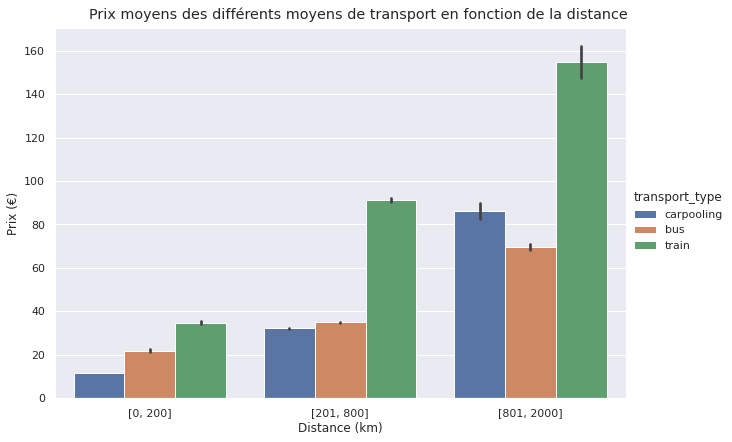 Prix moyens des différents moyens de transport en fonction de la distance
160
140
120
100
80
60
40
20
0
Prix (€)
[0, 200]
[201, 800]
[801, 2000]
Distance (km)
transport_type
carpooling
bus
train